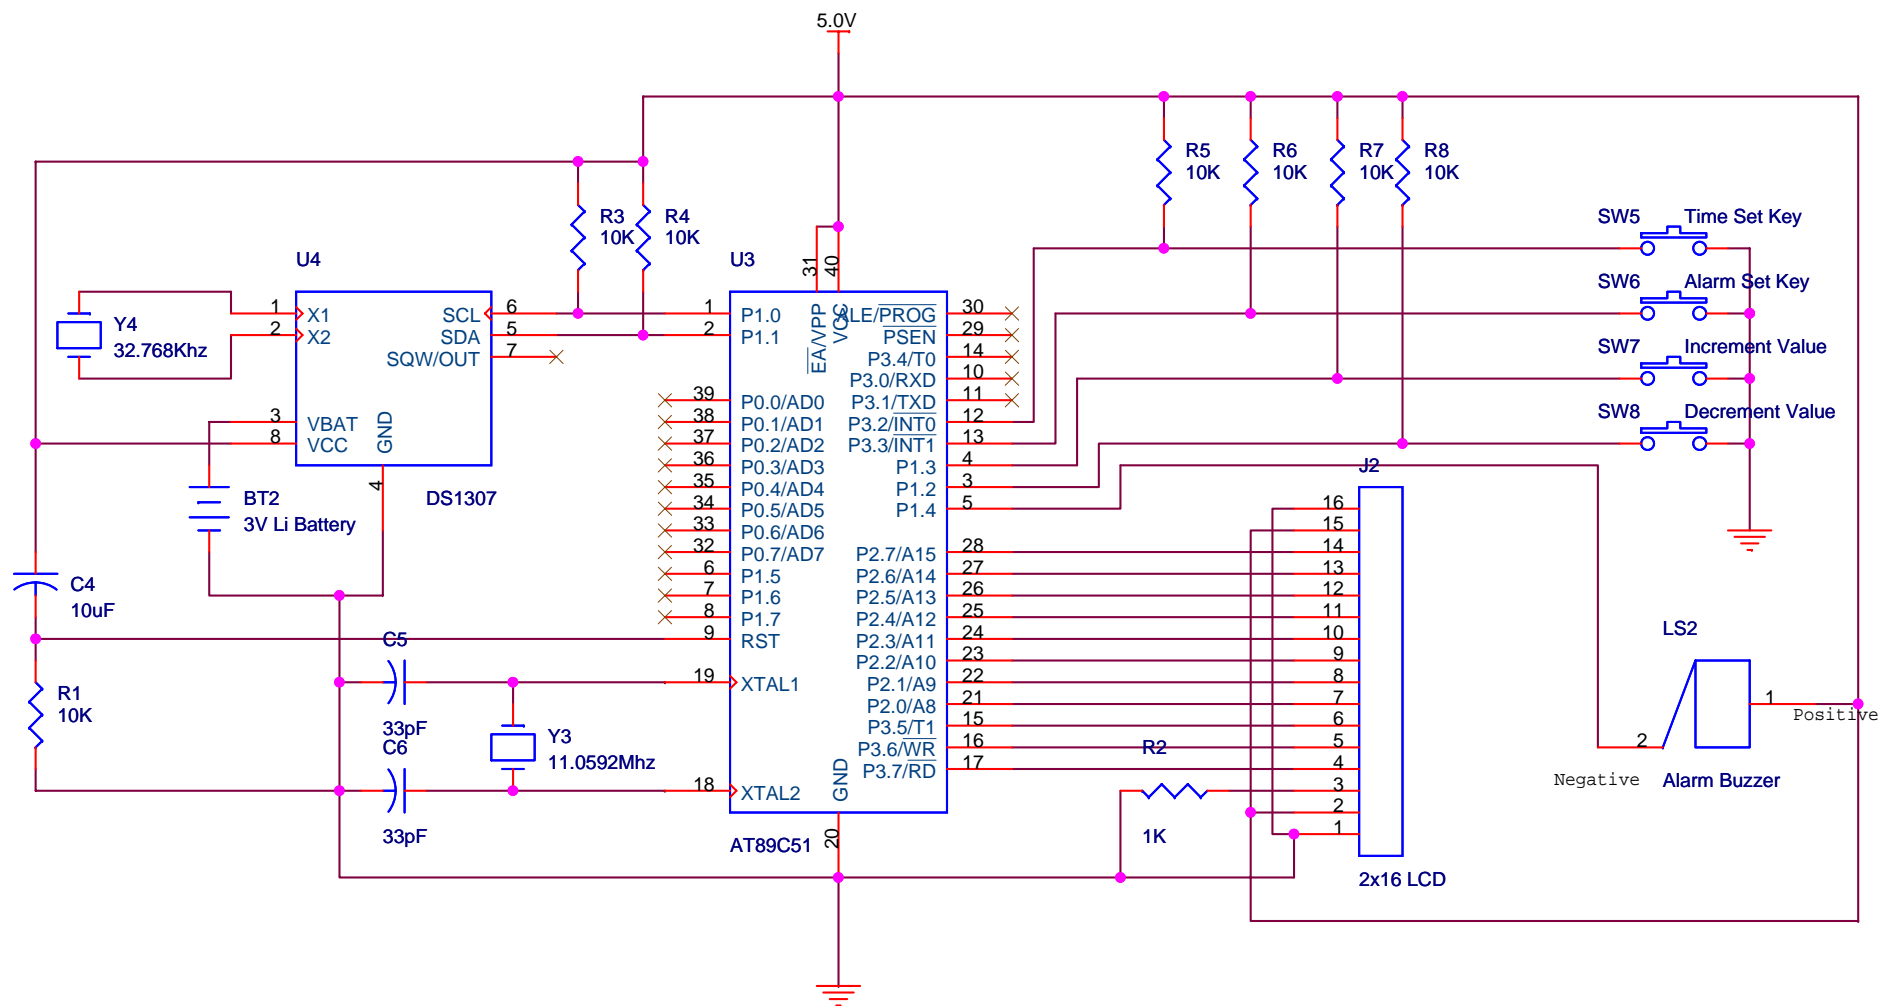 5.0V
R5
10K
R6
10K
R7
10K
R8
10K
R3
10K
R4
10K
SW5 Time Set Key
SW6 Alarm Set Key
SW7 Increment Value
SW8 Decrement Value
U4
1 X1
2 X2
3 VBAT
8 VCC
GND
4
SCL 6
SDA 5
SQW/OUT 7
DS1307
Y4
32.768Khz
BT2
3V Li Battery
C4
10uF
R1
10K
C5
33pF
C6
33pF
Y3
11.0592Mhz
U3
31
40
EA/VPP
VCC
1 P1.0
2 P1.1
39 P0.0/AD0
38 P0.1/AD1
37 P0.2/AD2
36 P0.3/AD3
35 P0.4/AD4
34 P0.5/AD5
33 P0.6/AD6
32 P0.7/AD7
6 P1.5
7 P1.6
8 P1.7
9 RST
19 XTAL1
18 XTAL2
ALE/PROG 30
PSEN 29
P3.4/T0 14
P3.0/RXD 10
P3.1/TXD 11
P3.2/INT0 12
P3.3/INT1 13
P1.3 4
P1.2 3
P1.4 5
P2.7/A15 28
P2.6/A14 27
P2.5/A13 26
P2.4/A12 25
P2.3/A11 24
P2.2/A10 23
P2.1/A9 22
P2.0/A8 21
P3.5/T1 15
P3.6/WR 16
P3.7/RD 17
GND
20
AT89C51
R2
1K
J2
16
15
14
13
12
11
10
9
8
7
6
5
4
3
2
1
2x16 LCD
LS2
1
Positive
2
Negative
Alarm Buzzer